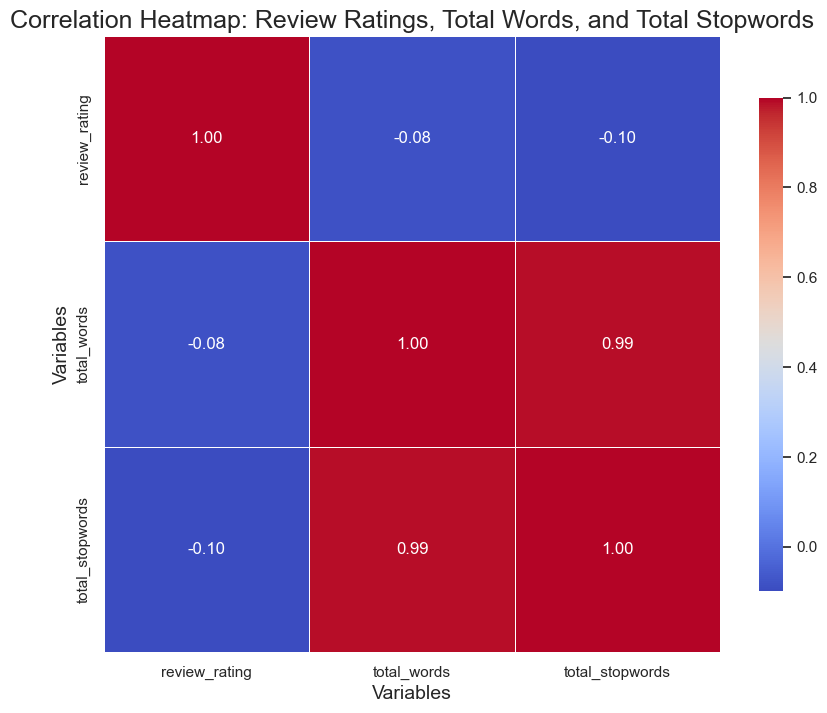 Correlation Heatmap: Review Ratings, Total Words, and Total Stopwords
review_rating
1.00
-0.08
-0.10
1.0
0.8
0.6
0.4
0.2
0.0
Variables
total_words
-0.08
1.00
0.99
total_stopwords
-0.10
0.99
1.00
review_rating
total_words
total_stopwords
Variables